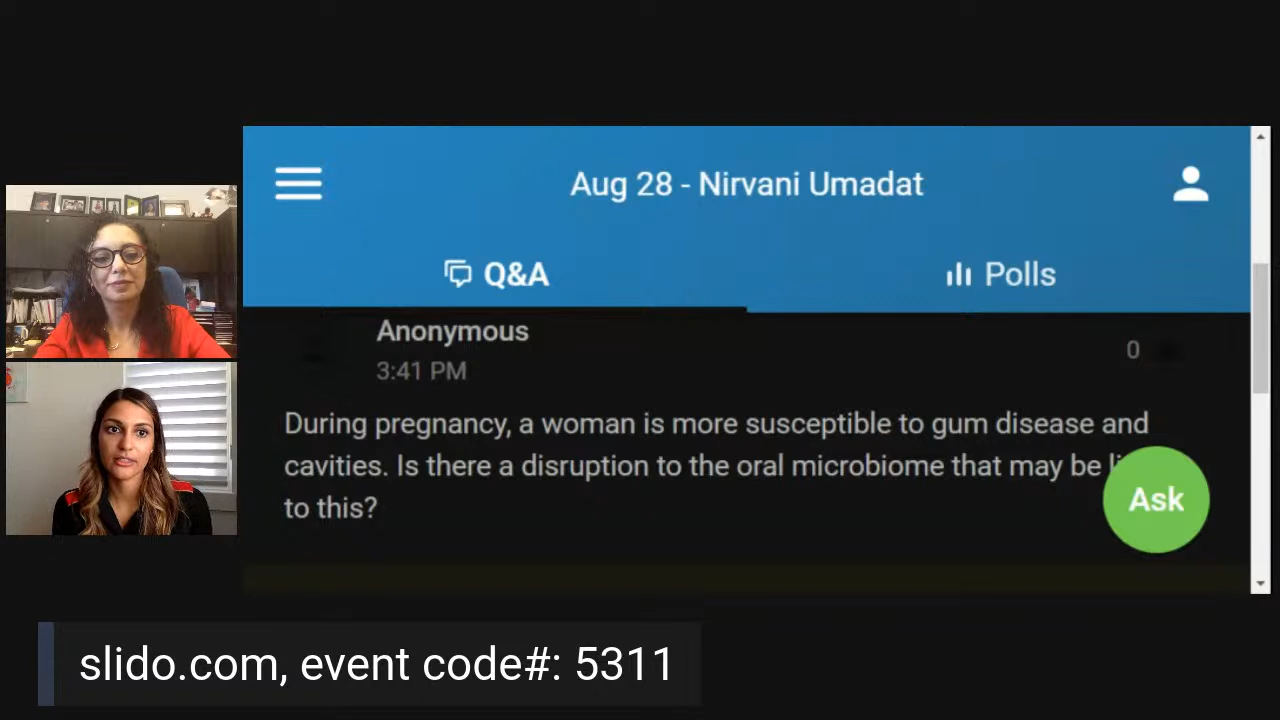 Aug 28 - Nirvani Umadat
Q&A
Polls
Anonymous
0
3:41 PM
During pregnancy, a woman is more susceptible to gum disease and
cavities. Is there a disruption to the oral microbiome that may be
to this?
Ask
slido.com, event code#: 5311